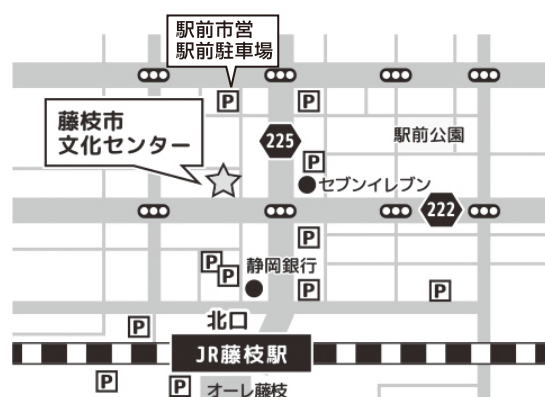 駅前市営
駅前駐車場
P
P
藤枝市
文化センター
225
駅前公園
P
セブンイレブン
222
P
P
P
静岡銀行
P
P
北口
P
JR藤枝駅
P
P
オーレ藤枝